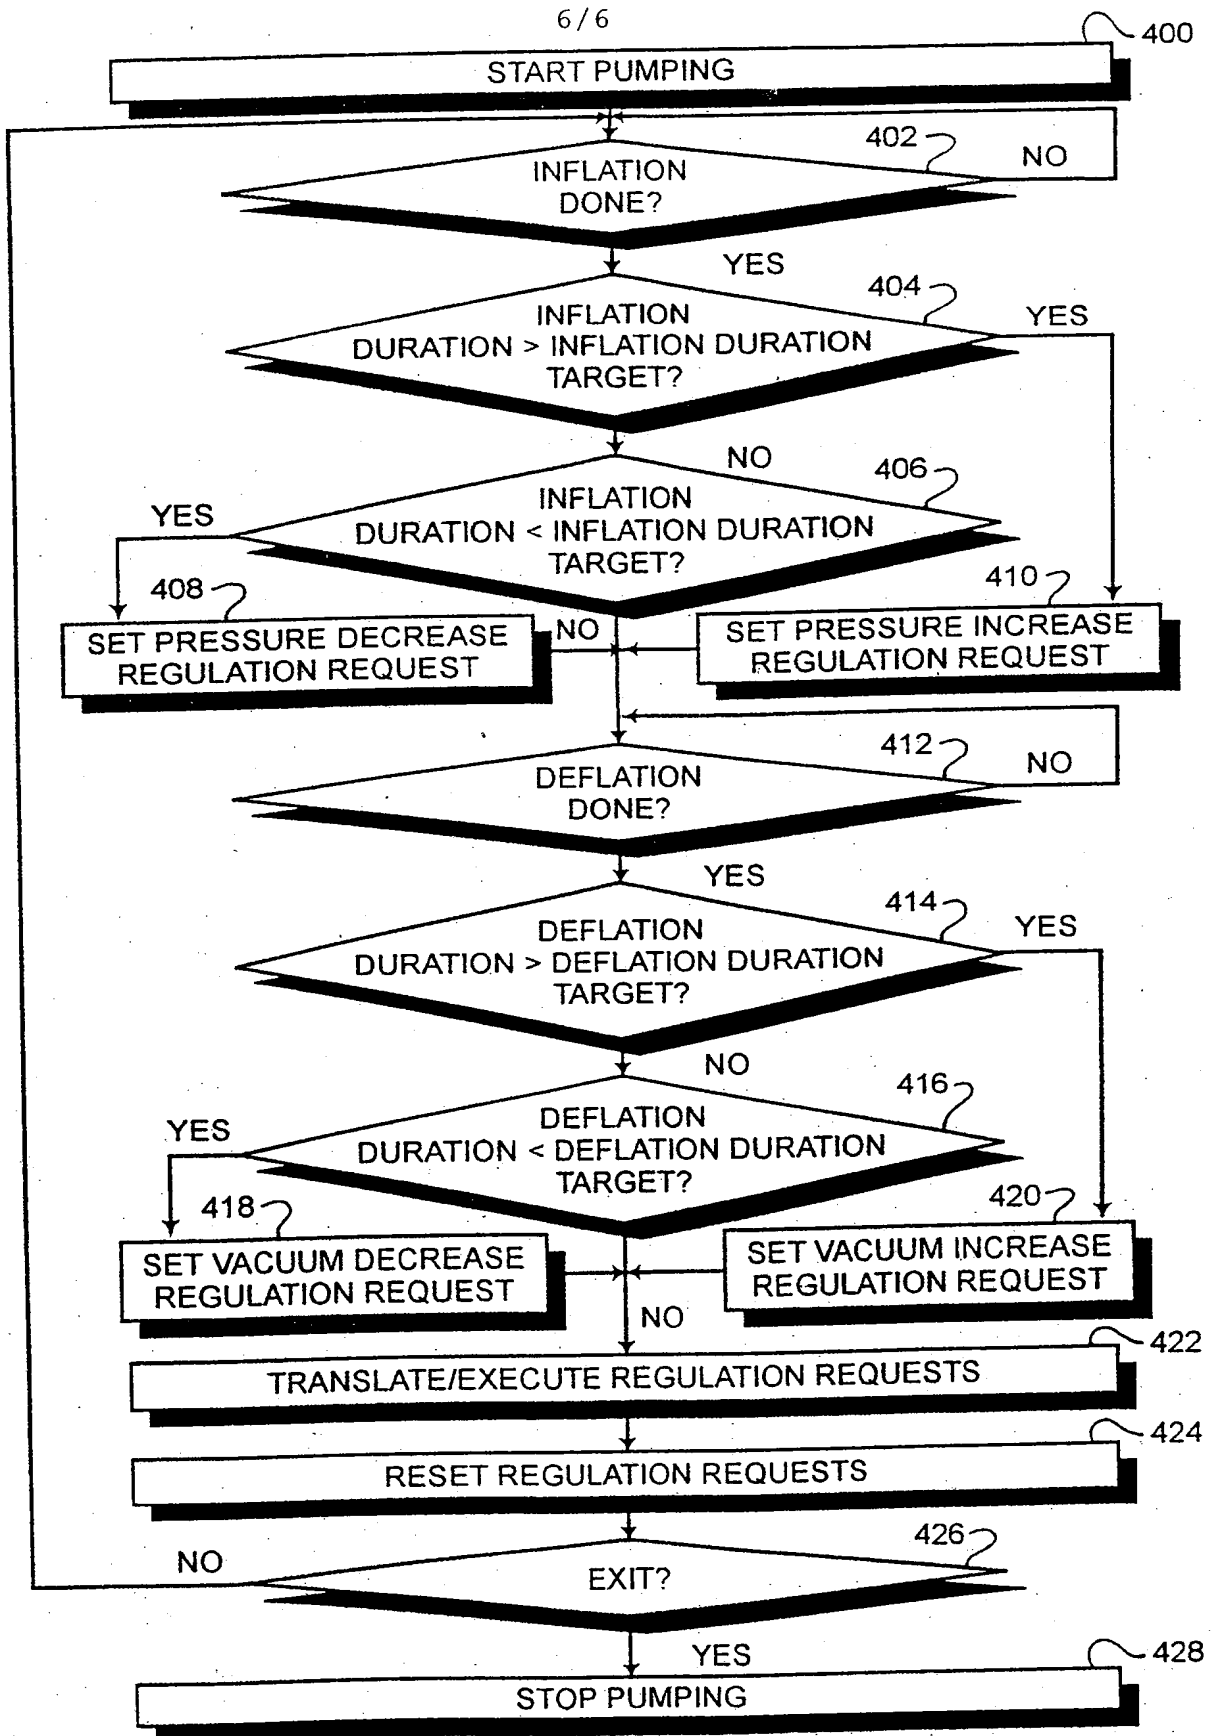 6/6
400
START PUMPING
402
NO
INFLATION
DONE?
YES
404
YES
INFLATION
DURATION > INFLATION DURATION
TARGET?
NO
406
YES
INFLATION
DURATION < INFLATION DURATION
TARGET?
408
410
SET PRESSURE DECREASE
REGULATION REQUEST
NO
SET PRESSURE INCREASE
REGULATION REQUEST
412
NO
DEFLATION
DONE?
YES
414
YES
DEFLATION
DURATION > DEFLATION DURATION
TARGET?
NO
416
YES
DEFLATION
DURATION < DEFLATION DURATION
TARGET?
418
420
SET VACUUM DECREASE
REGULATION REQUEST
SET VACUUM INCREASE
REGULATION REQUEST
NO
422
TRANSLATE/EXECUTE REGULATION REQUESTS
424
RESET REGULATION REQUESTS
426
NO
EXIT?
YES
428
STOP PUMPING